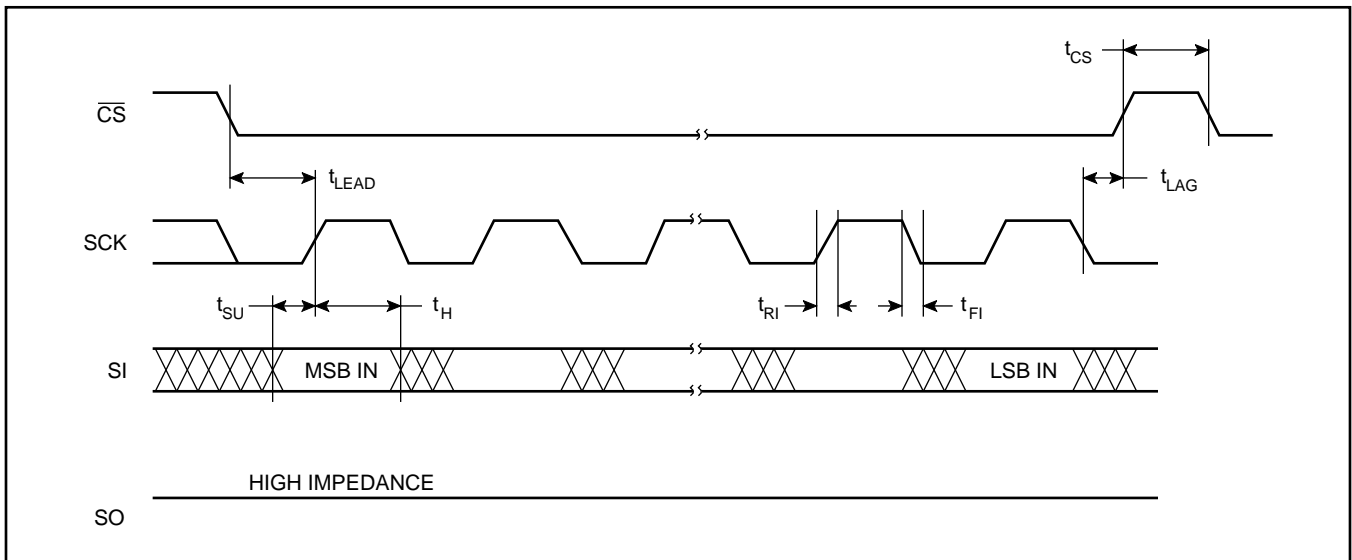 tCS
CS
tLEAD
tLAG
SCK
tSU
tH
tRI
tFI
SI
MSB IN
LSB IN
HIGH IMPEDANCE
SO